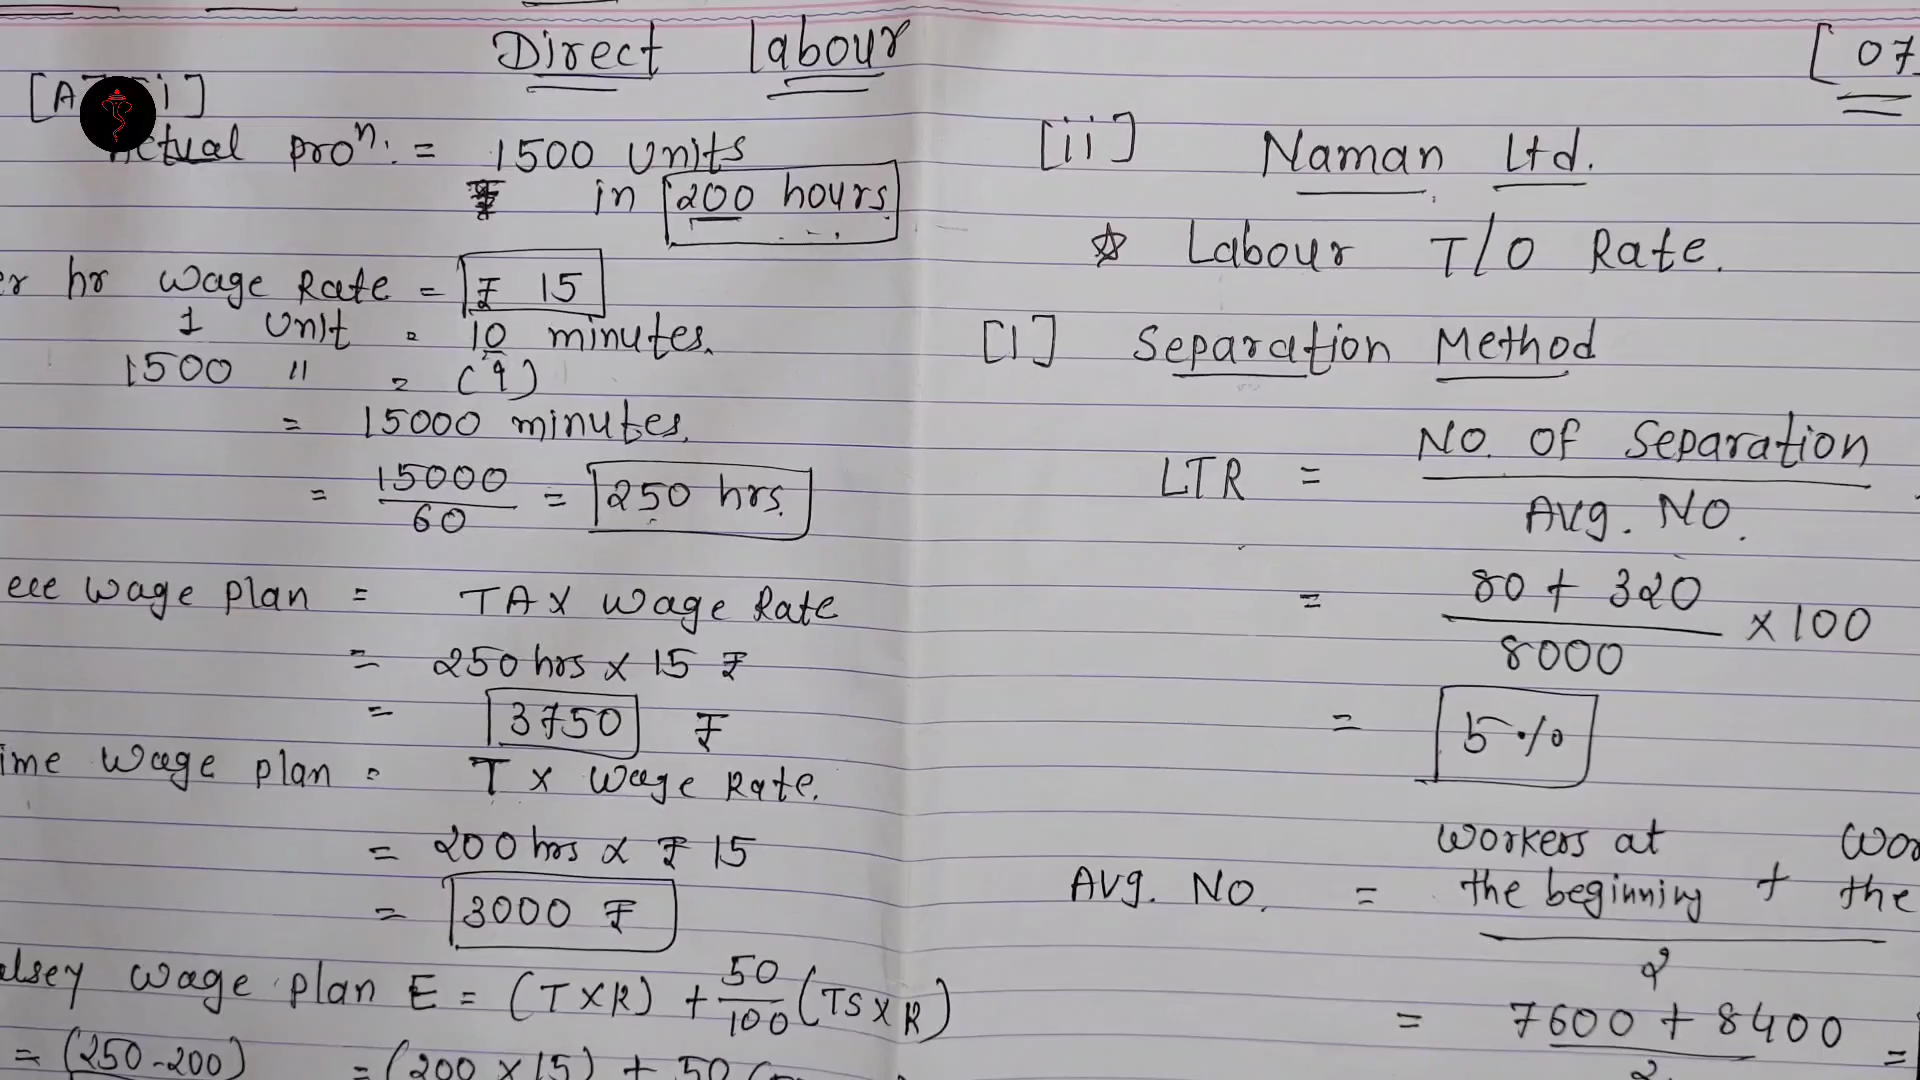 Direct Labour
[07
[A i]
Actual proⁿ. = 1500 Units
in 200 hours.
hr Wage Rate = ₹ 15
1 Unit = 10 minutes.
1500 " = (?)
= 15000 minutes.
= 15000/60 = 250 hrs.
Wage plan = TA x Wage Rate
= 250 hrs x 15 ₹
= 3750 ₹
ime Wage plan = T x Wage Rate.
= 200 hrs x ₹ 15
= 3000 ₹
alsey Wage plan E = (TXR) + 50/100 (TS x R)
= (250-200) = (200 x 15) + 50
[ii] Naman Ltd.
☆ Labour T/O Rate.
[1] Separation Method
LTR = No. of Separation / Avg. No.
= 80 + 320 / 8000 x 100
= 5%
Avg. No. = workers at the beginning + the / 2
= 7600 + 8400 / 2 =